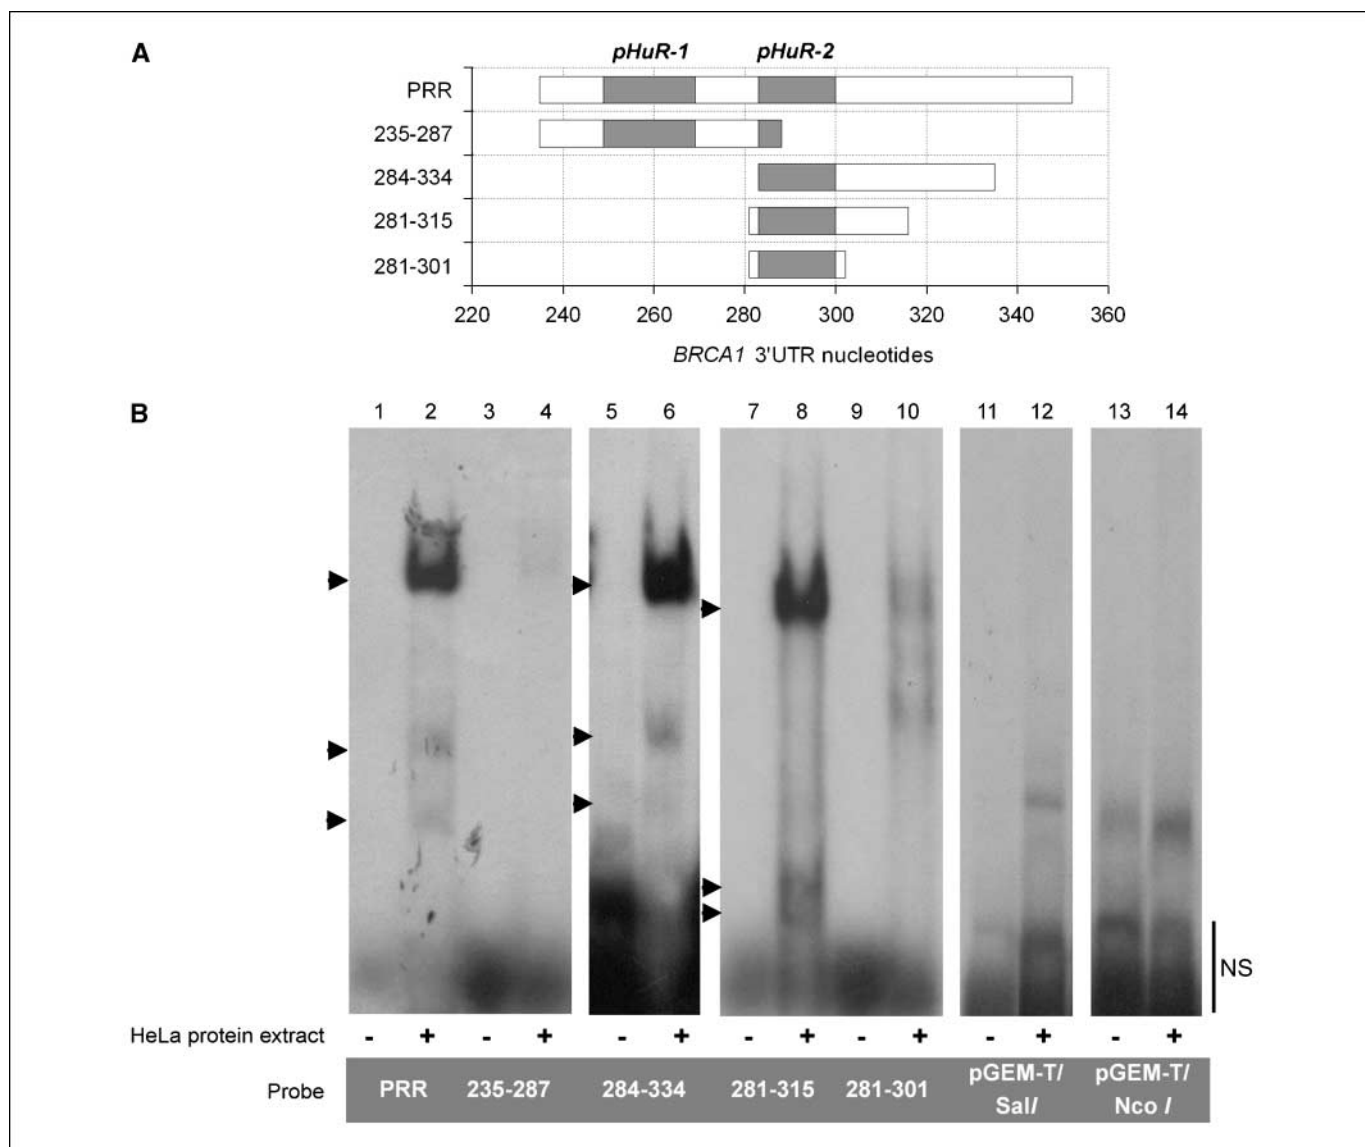 A
pHuR-1 pHuR-2
PRR
235-287
284-334
281-315
281-301
220 240 260 280 300 320 340 360
BRCA1 3'UTR nucleotides
B
1 2 3 4 5 6 7 8 9 10 11 12 13 14
NS
HeLa protein extract - + - + - + - + - + - + - +
Probe PRR 235-287 284-334 281-315 281-301 pGEM-T/ SalI pGEM-T/ Nco I